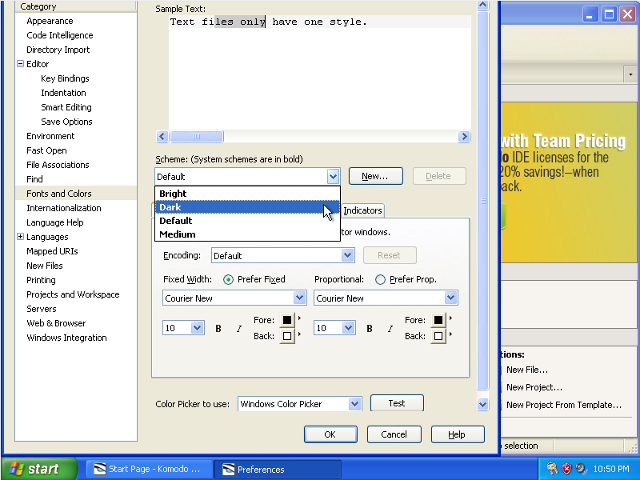 Category
Appearance
Code Intelligence
Directory Import
Editor
Key Bindings
Indentation
Smart Editing
Save Options
Environment
Fast Open
File Associations
Find
Fonts and Colors
Internationalization
Language Help
Languages
Mapped URIs
New Files
Printing
Projects and Workspace
Servers
Web & Browser
Windows Integration
Sample Text:
Text files only have one style.
Scheme: (System schemes are in bold)
Default
New...
Delete
Bright
Dark
Default
Medium
Indicators
tor windows.
Encoding:
Default
Reset
Fixed Width:
Prefer Fixed
Proportional:
Prefer Prop.
Courier New
Courier New
10
B
I
Fore:
Back:
10
B
I
Fore:
Back:
Color Picker to use:
Windows Color Picker
Test
OK
Cancel
Help
with Team Pricing
o IDE licenses for the
20% savings!—when
ack.
ions:
New File...
New Project...
New Project From Template...
selection
start
Start Page - Komodo ...
Preferences
10:50 PM